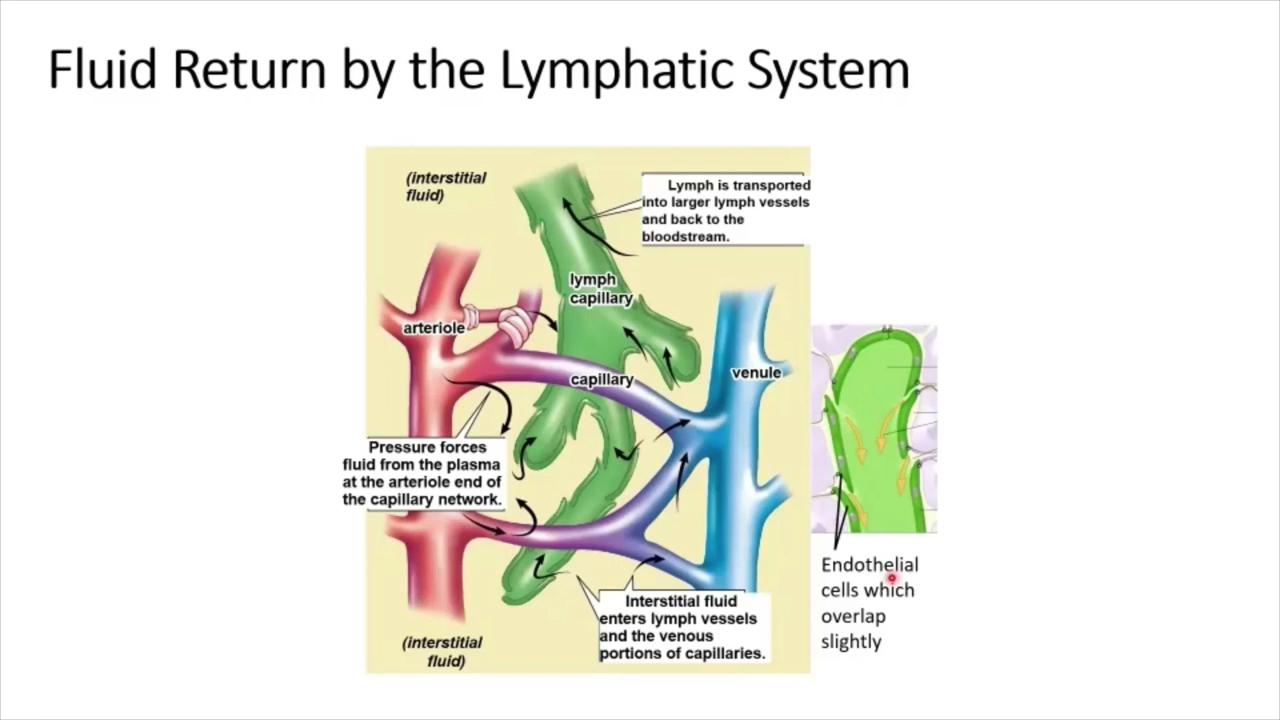 Fluid Return by the Lymphatic System
(interstitial
fluid)
Lymph is transported
into larger lymph vessels
and back to the
bloodstream.
lymph
capillary
arteriole
capillary
venule
Pressure forces
fluid from the plasma
at the arteriole end of
the capillary network.
Endothelial
cells which
overlap
slightly
Interstitial fluid
enters lymph vessels
and the venous
portions of capillaries.
(interstitial
fluid)